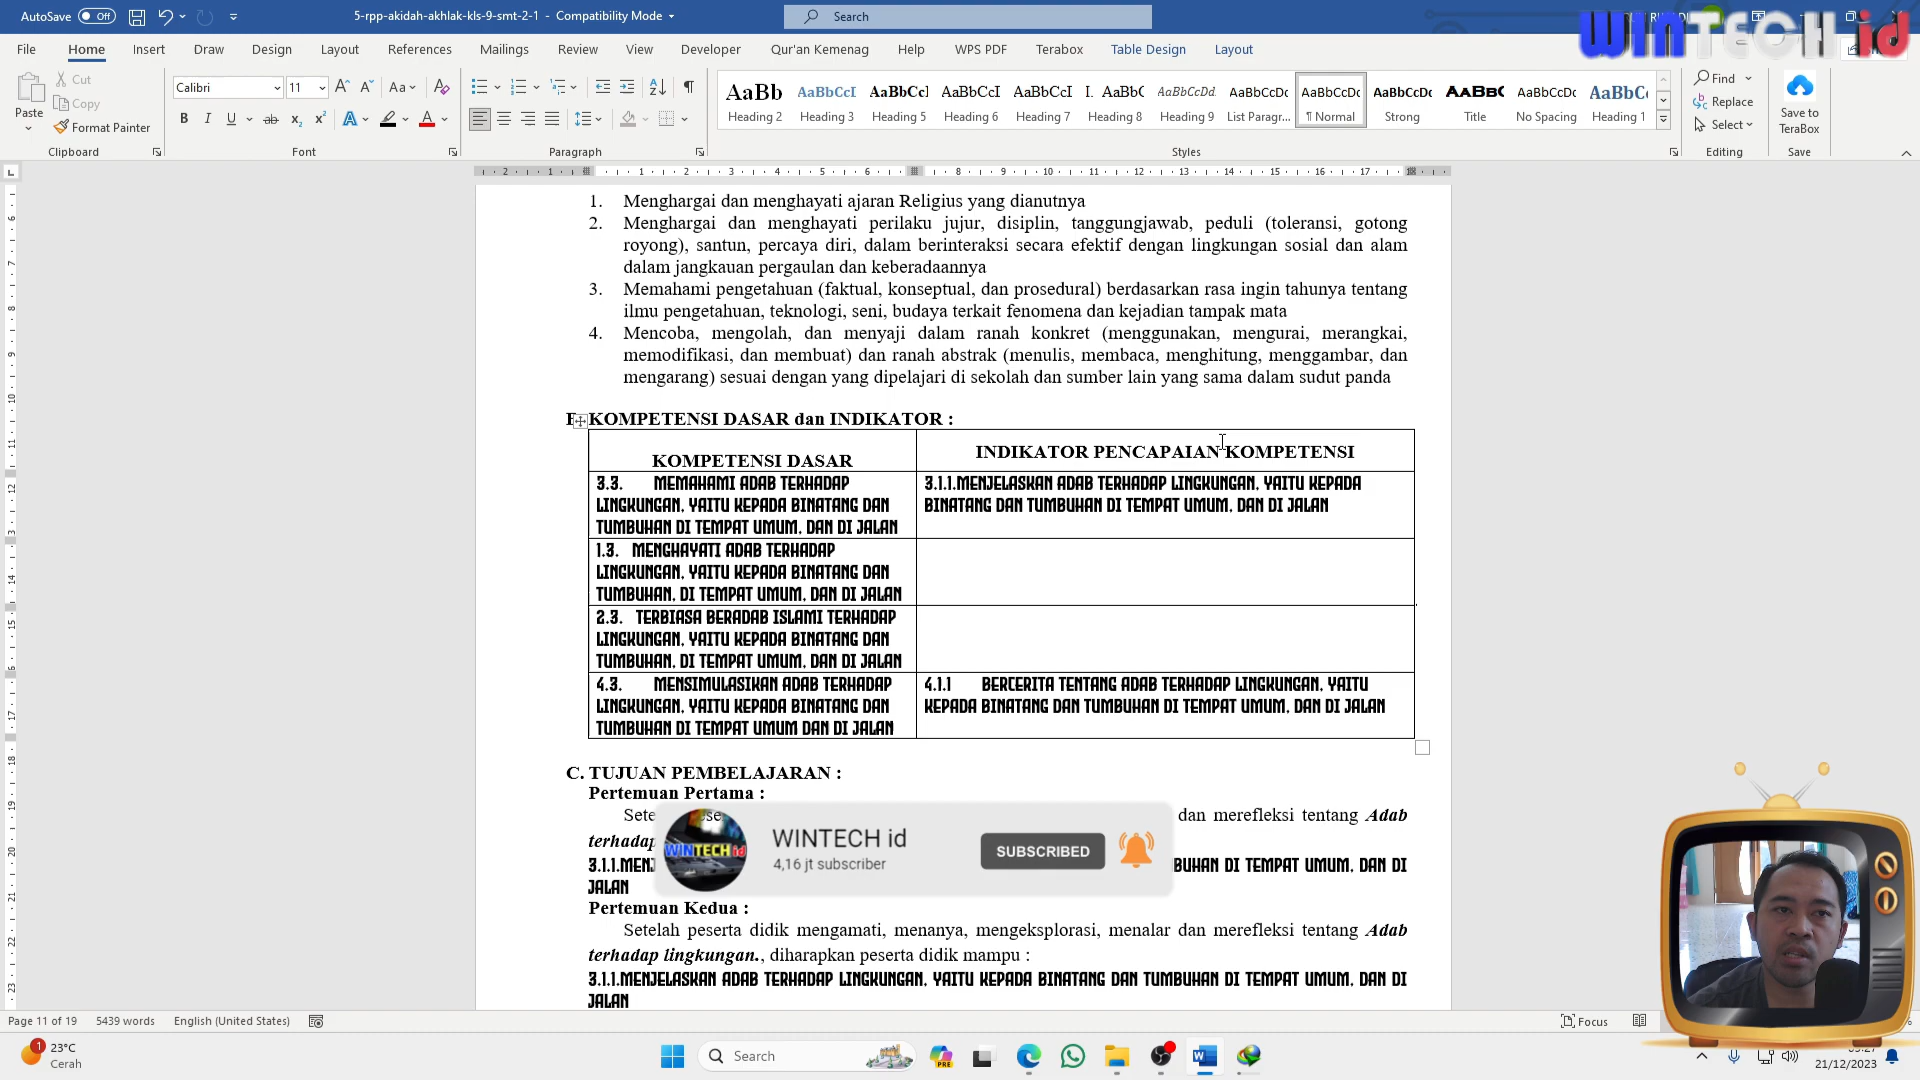 AutoSave Off 5-rpp-akidah-akhlak-kls-9-smt-2-1 - Compatibility Mode Search
WINTECH id
File Home Insert Draw Design Layout References Mailings Review View Developer Qur'an Kemenag Help WPS PDF Terabox Table Design Layout
Paste Cut Copy Format Painter
Calibri 11
AaBb AaBbCcI AaBbCcI AaBbCcI AaBbCcI I. AaBbC AaBbCcDd. AaBbCcDc AaBbCcDc AaBbCcDc AaBbC AaBbCcDc AaBbCc
Heading 2 Heading 3 Heading 5 Heading 6 Heading 7 Heading 8 Heading 9 List Paragr... ¶ Normal Strong Title No Spacing Heading 1
Find
Replace
Select
Save to
TeraBox
Clipboard Font Paragraph Styles Editing Save
1. Menghargai dan menghayati ajaran Religius yang dianutnya
2. Menghargai dan menghayati perilaku jujur, disiplin, tanggungjawab, peduli (toleransi, gotong
royong), santun, percaya diri, dalam berinteraksi secara efektif dengan lingkungan sosial dan alam
dalam jangkauan pergaulan dan keberadaannya
3. Memahami pengetahuan (faktual, konseptual, dan prosedural) berdasarkan rasa ingin tahunya tentang
ilmu pengetahuan, teknologi, seni, budaya terkait fenomena dan kejadian tampak mata
4. Mencoba, mengolah, dan menyaji dalam ranah konkret (menggunakan, mengurai, merangkai,
memodifikasi, dan membuat) dan ranah abstrak (menulis, membaca, menghitung, menggambar, dan
mengarang) sesuai dengan yang dipelajari di sekolah dan sumber lain yang sama dalam sudut panda
KOMPETENSI DASAR dan INDIKATOR :
KOMPETENSI DASAR
INDIKATOR PENCAPAIAN KOMPETENSI
3.3. MEMAHAMI ADAB TERHADAP
LINGKUNGAN, YAITU KEPADA BINATANG DAN
TUMBUHAN DI TEMPAT UMUM, DAN DI JALAN
3.1.1.MENJELASKAN ADAB TERHADAP LINGKUNGAN, YAITU KEPADA
BINATANG DAN TUMBUHAN DI TEMPAT UMUM, DAN DI JALAN
1.3. MENGHAYATI ADAB TERHADAP
LINGKUNGAN, YAITU KEPADA BINATANG DAN
TUMBUHAN, DI TEMPAT UMUM, DAN DI JALAN
2.3. TERBIASA BERADAB ISLAMI TERHADAP
LINGKUNGAN, YAITU KEPADA BINATANG DAN
TUMBUHAN, DI TEMPAT UMUM, DAN DI JALAN
4.3. MENSIMULASIKAN ADAB TERHADAP
LINGKUNGAN, YAITU KEPADA BINATANG DAN
TUMBUHAN DI TEMPAT UMUM DAN DI JALAN
4.1.1 BERCERITA TENTANG ADAB TERHADAP LINGKUNGAN, YAITU
KEPADA BINATANG DAN TUMBUHAN DI TEMPAT UMUM, DAN DI JALAN
C. TUJUAN PEMBELAJARAN :
Pertemuan Pertama :
dan merefleksi tentang Adab
terhadap
DI TEMPAT UMUM, DAN DI
JALAN
WINTECH id
4,16 jt subscriber
SUBSCRIBED
WINTECH id
Pertemuan Kedua :
Setelah peserta didik mengamati, menanya, mengeksplorasi, menalar dan merefleksi tentang Adab
terhadap lingkungan., diharapkan peserta didik mampu :
3.1.1.MENJELASKAN ADAB TERHADAP LINGKUNGAN, YAITU KEPADA BINATANG DAN TUMBUHAN DI TEMPAT UMUM, DAN DI
JALAN
Page 11 of 19 5439 words English (United States) Focus
23°C
Cerah
Search
21/12/2023